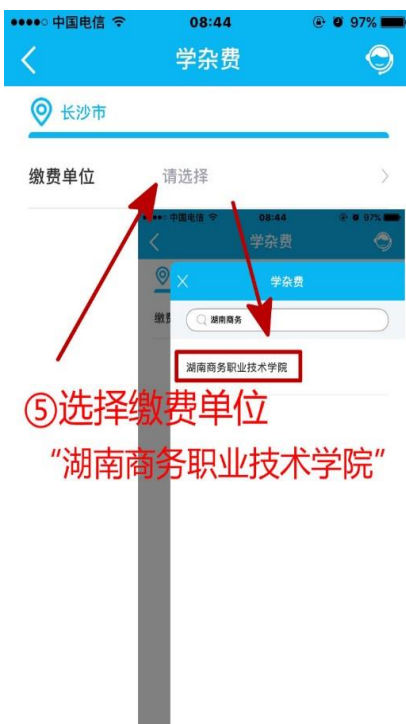 中国电信 08:44 97%
学杂费
长沙市
缴费单位 请选择
中国电信 08:44 97%
学杂费
学杂费
缴费
湖南商务
湖南商务职业技术学院
⑤选择缴费单位
“湖南商务职业技术学院”